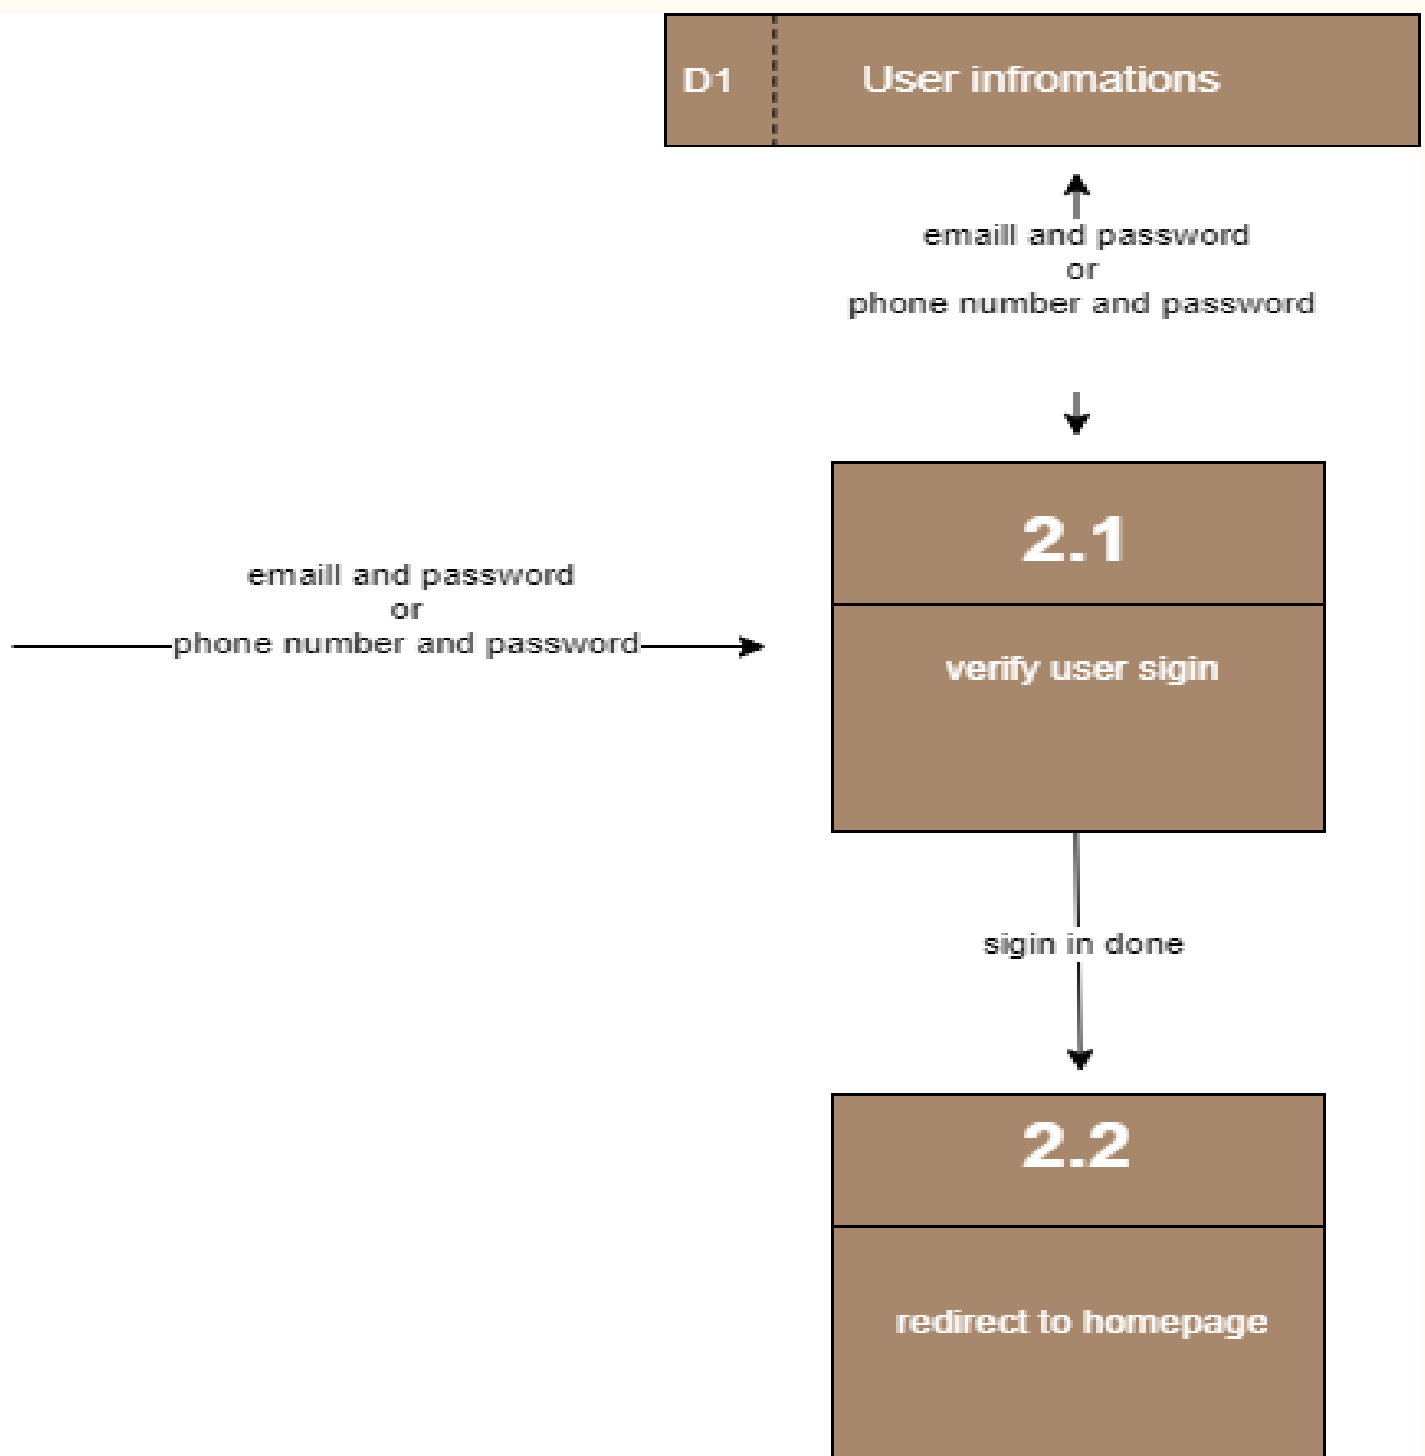 D1 User infromations
emaill and password
or
phone number and password
2.1
emaill and password
or
phone number and password
verify user sigin
sigin in done
2.2
redirect to homepage